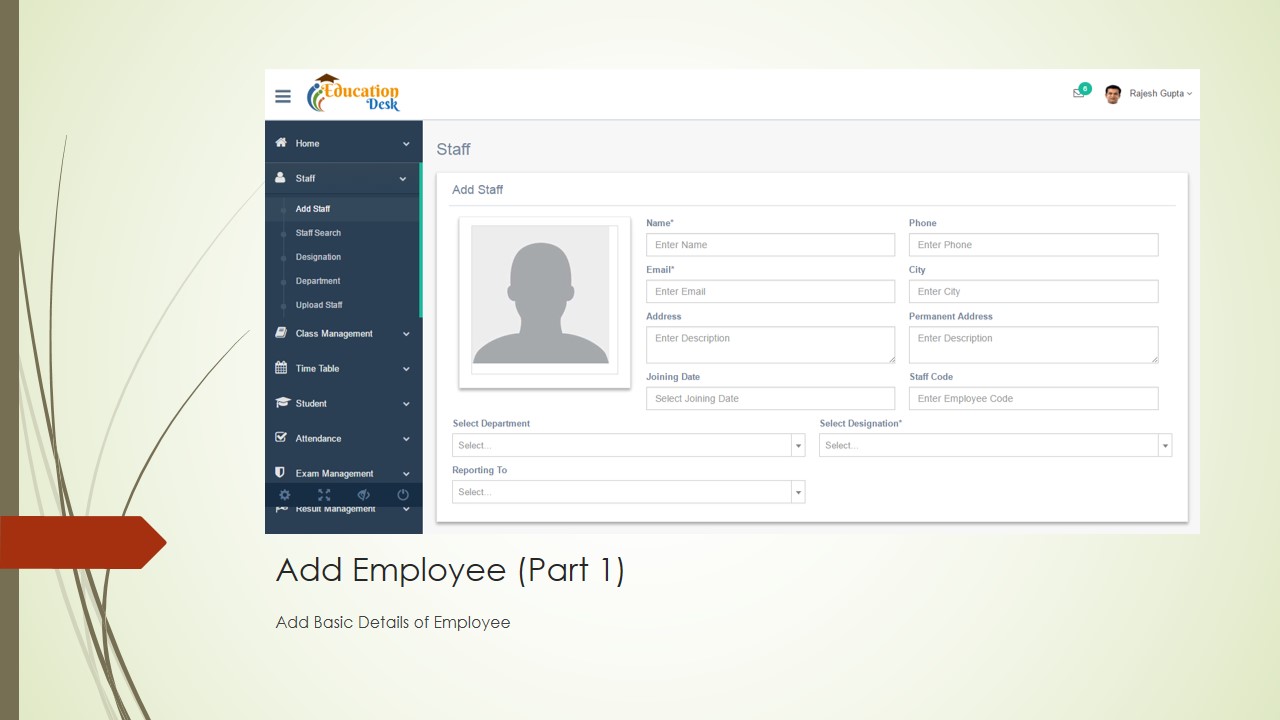 Education
Desk
6
Rajesh Gupta
Home
Staff
Add Staff
Staff Search
Designation
Department
Upload Staff
Class Management
Time Table
Student
Attendance
Exam Management
Result Management
Staff
Add Staff
Name* Phone
Enter Name Enter Phone
Email* City
Enter Email Enter City
Address Permanent Address
Enter Description Enter Description
Joining Date Staff Code
Select Joining Date Enter Employee Code
Select Department Select Designation*
Select... Select...
Reporting To
Select...
Add Employee (Part 1)
Add Basic Details of Employee